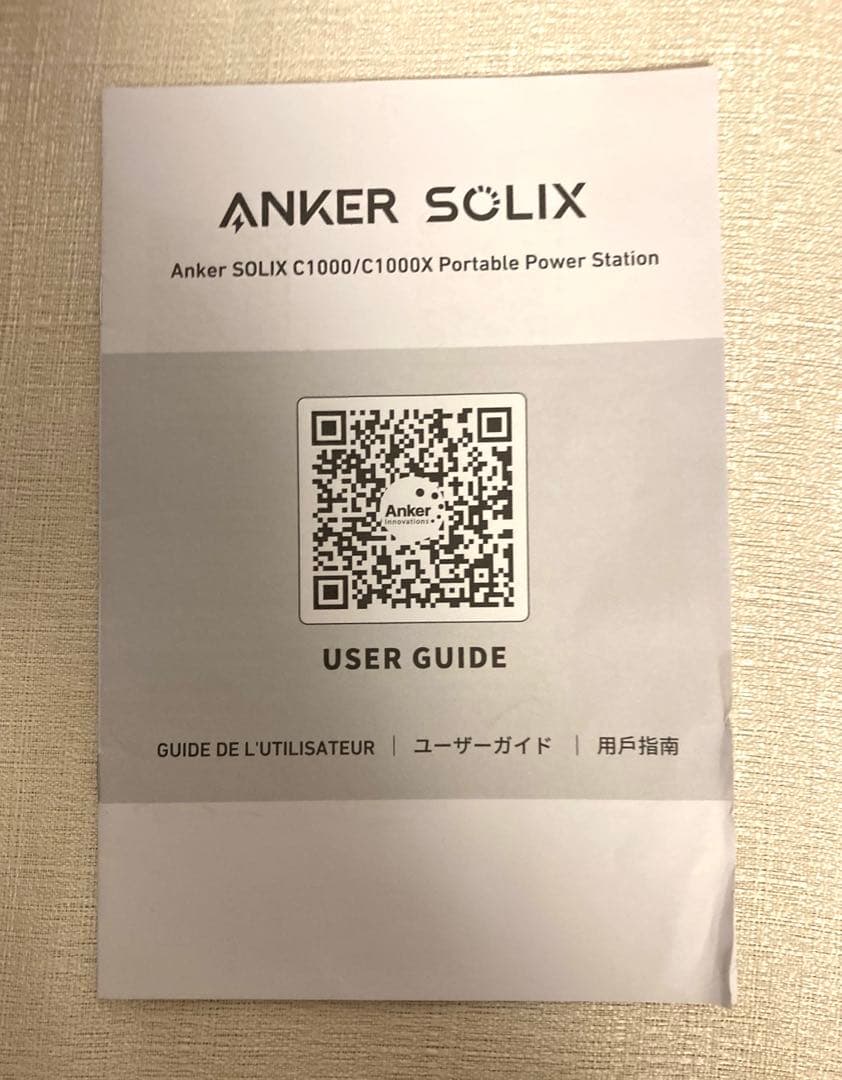 ANKER SOLIX
Anker SOLIX C1000/C1000X Portable Power Station
Anker
Innovations
USER GUIDE
GUIDE DE L'UTILISATEUR | ユーザーガイド | 用戶指南